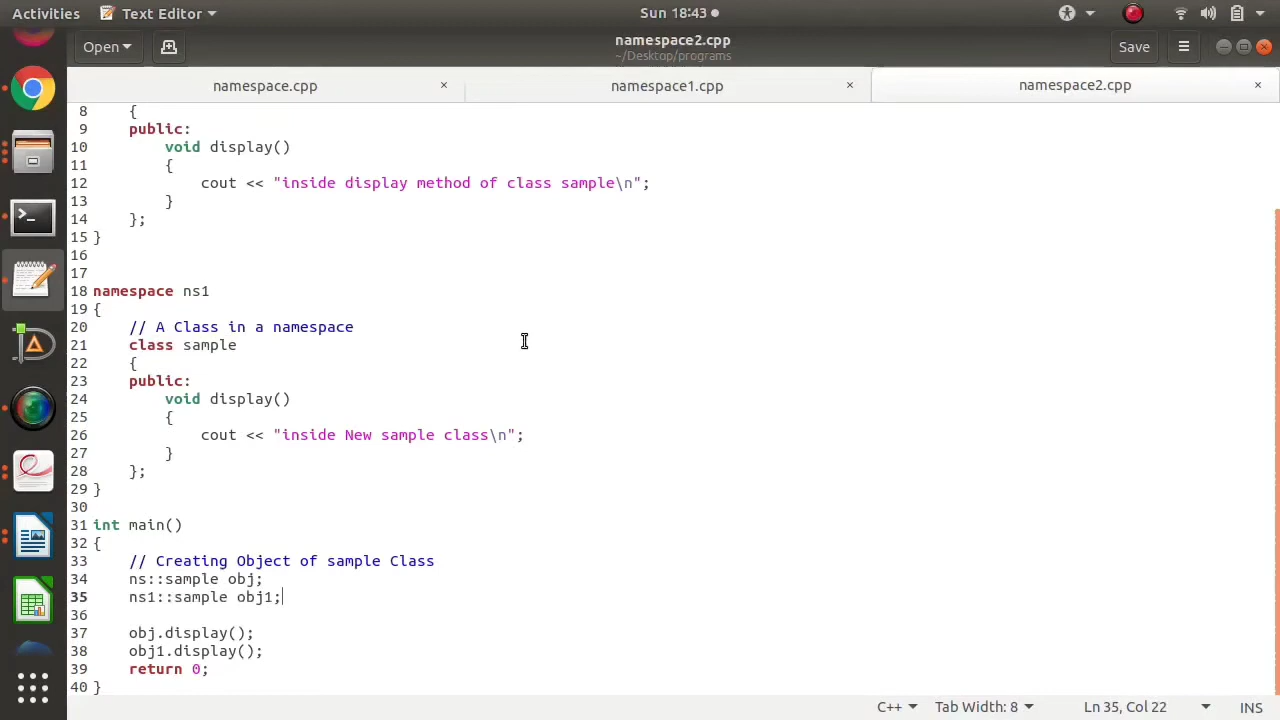 Activities Text Editor Sun 18:43
Open namespace2.cpp Save
~/Desktop/programs
namespace.cpp × namespace1.cpp × namespace2.cpp ×
8 {
9 public:
10 void display()
11 {
12 cout << "inside display method of class sample\n";
13 }
14 };
15 }
16
17
18 namespace ns1
19 {
20 // A Class in a namespace
21 class sample
22 {
23 public:
24 void display()
25 {
26 cout << "inside New sample class\n";
27 }
28 };
29 }
30
31 int main()
32 {
33 // Creating Object of sample Class
34 ns::sample obj;
35 ns1::sample obj1;
36
37 obj.display();
38 obj1.display();
39 return 0;
40 }
C++ Tab Width: 8 Ln 35, Col 22 INS